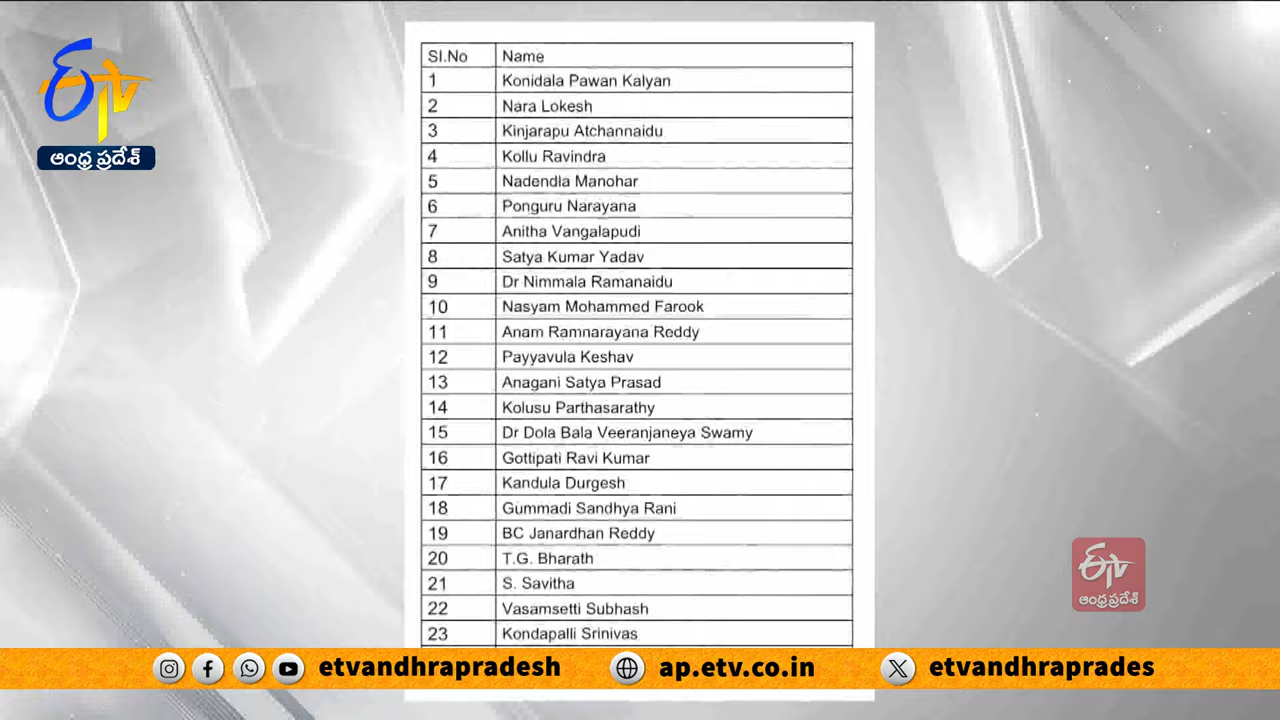 ETV
ఆంధ్ర ప్రదేశ్
Sl.No Name
1 Konidala Pawan Kalyan
2 Nara Lokesh
3 Kinjarapu Atchannaidu
4 Kollu Ravindra
5 Nadendla Manohar
6 Ponguru Narayana
7 Anitha Vangalapudi
8 Satya Kumar Yadav
9 Dr Nimmala Ramanaidu
10 Nasyam Mohammed Farook
11 Anam Ramnarayana Reddy
12 Payyavula Keshav
13 Anagani Satya Prasad
14 Kolusu Parthasarathy
15 Dr Dola Bala Veeranjaneya Swamy
16 Gottipati Ravi Kumar
17 Kandula Durgesh
18 Gummadi Sandhya Rani
19 BC Janardhan Reddy
20 T.G. Bharath
21 S. Savitha
22 Vasamsetti Subhash
23 Kondapalli Srinivas
ETV
ఆంధ్రప్రదేశ్
etvandhrapradesh ap.etv.co.in etvandhraprades